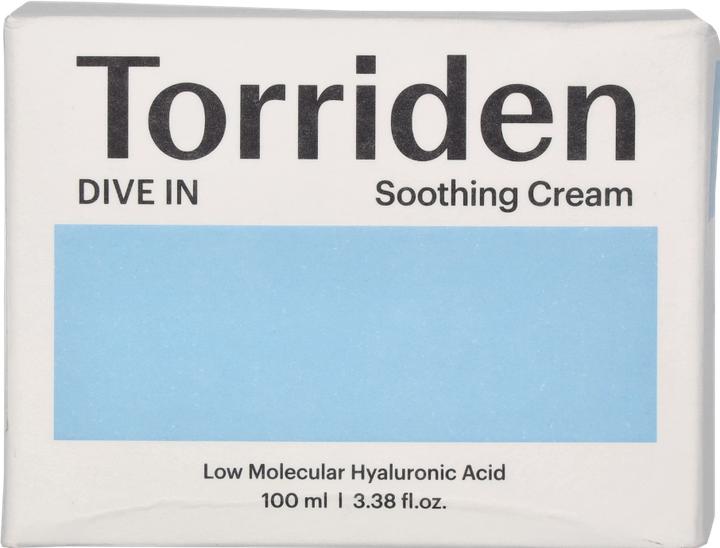 Torriden
DIVE IN Soothing Cream
Low Molecular Hyaluronic Acid
100 ml | 3.38 fl.oz.